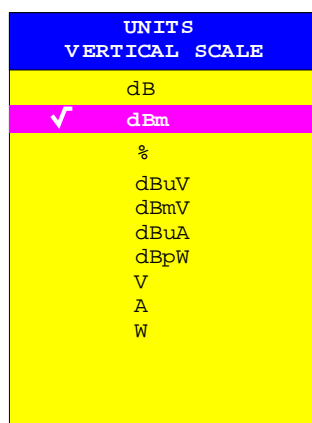 UNITS
VERTICAL SCALE
dB
√ dBm
%
dBuV
dBmV
dBuA
dBpW
V
A
W